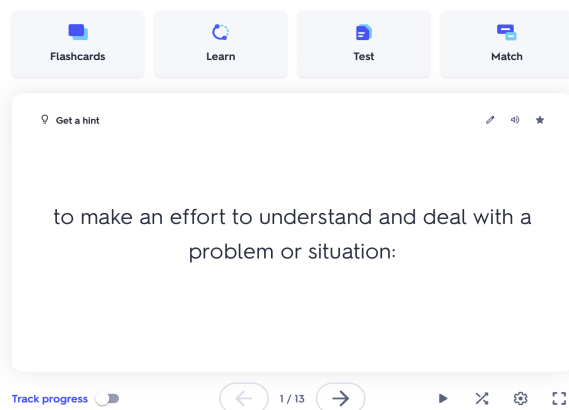 Flashcards
Learn
Test
Match
Get a hint
to make an effort to understand and deal with a
problem or situation:
Track progress
1 / 13